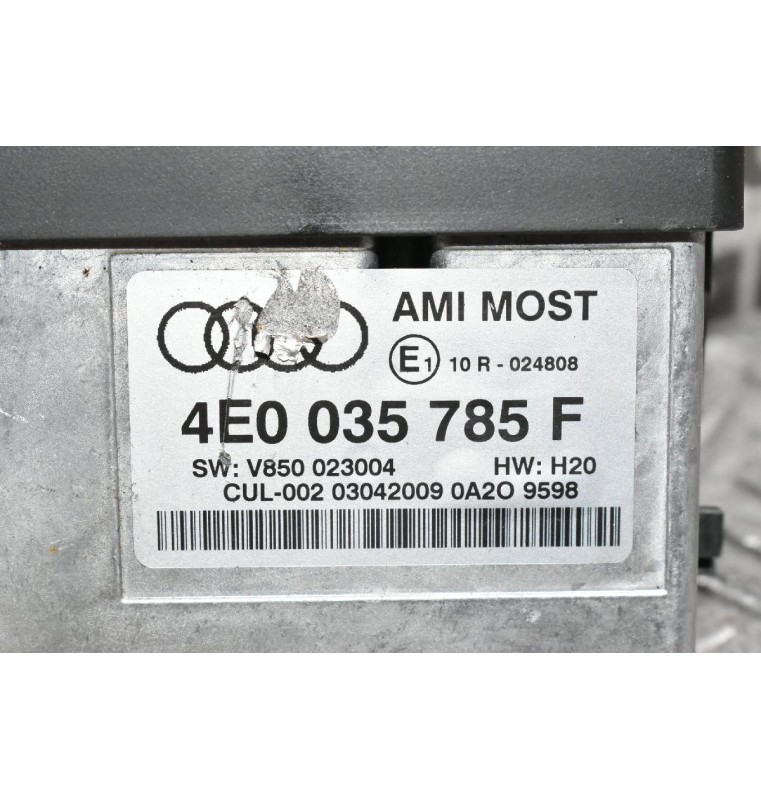 AMI MOST
E1 10 R - 024808
4E0 035 785 F
SW: V850 023004 HW: H20
CUL-002 03042009 0A2O 9598